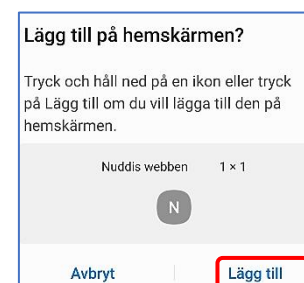 Lägg till på hemskärmen?
Tryck och håll ned på en ikon eller tryck
på Lägg till om du vill lägga till den på
hemskärmen.
Nuddis webben 1 × 1
N
Avbryt Lägg till